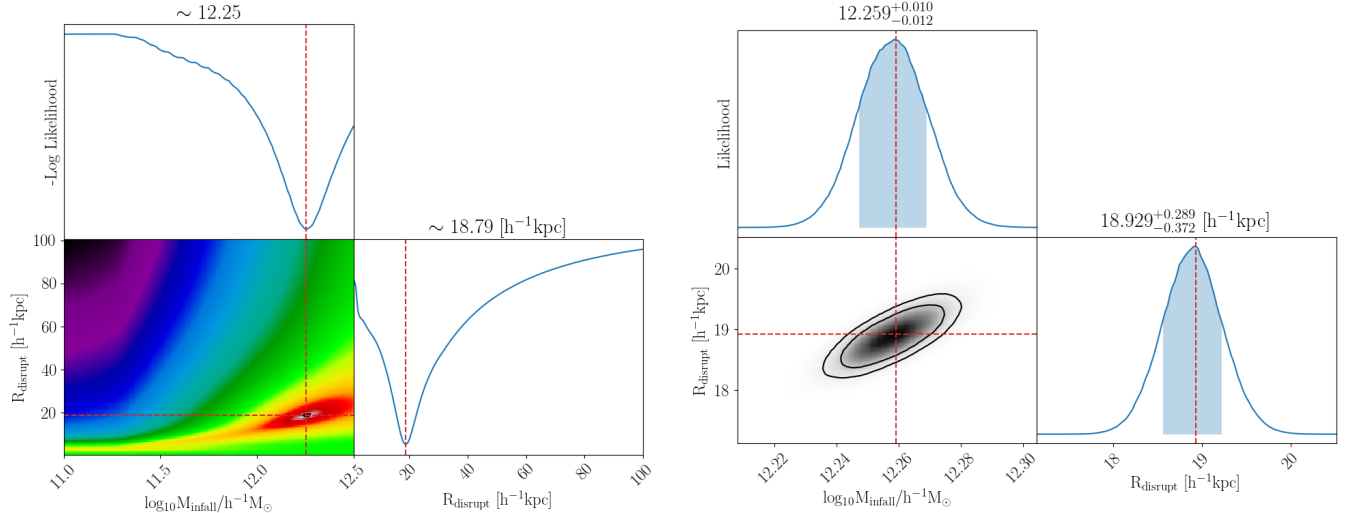 ~ 12.25
-Log Likelihood
~ 18.79 [h⁻¹kpc]
R_disrupt [h⁻¹kpc]
100
80
60
40
20
11.0
11.5
12.0
12.5
log₁₀M_infall/h⁻¹M_⊙
20
40
60
80
100
R_disrupt [h⁻¹kpc]
12.259^{+0.010}_{-0.012}
Likelihood
18.929^{+0.289}_{-0.372} [h⁻¹kpc]
R_disrupt [h⁻¹kpc]
20
19
18
12.22
12.24
12.26
12.28
12.30
log₁₀M_infall/h⁻¹M_⊙
18
19
20
R_disrupt [h⁻¹kpc]